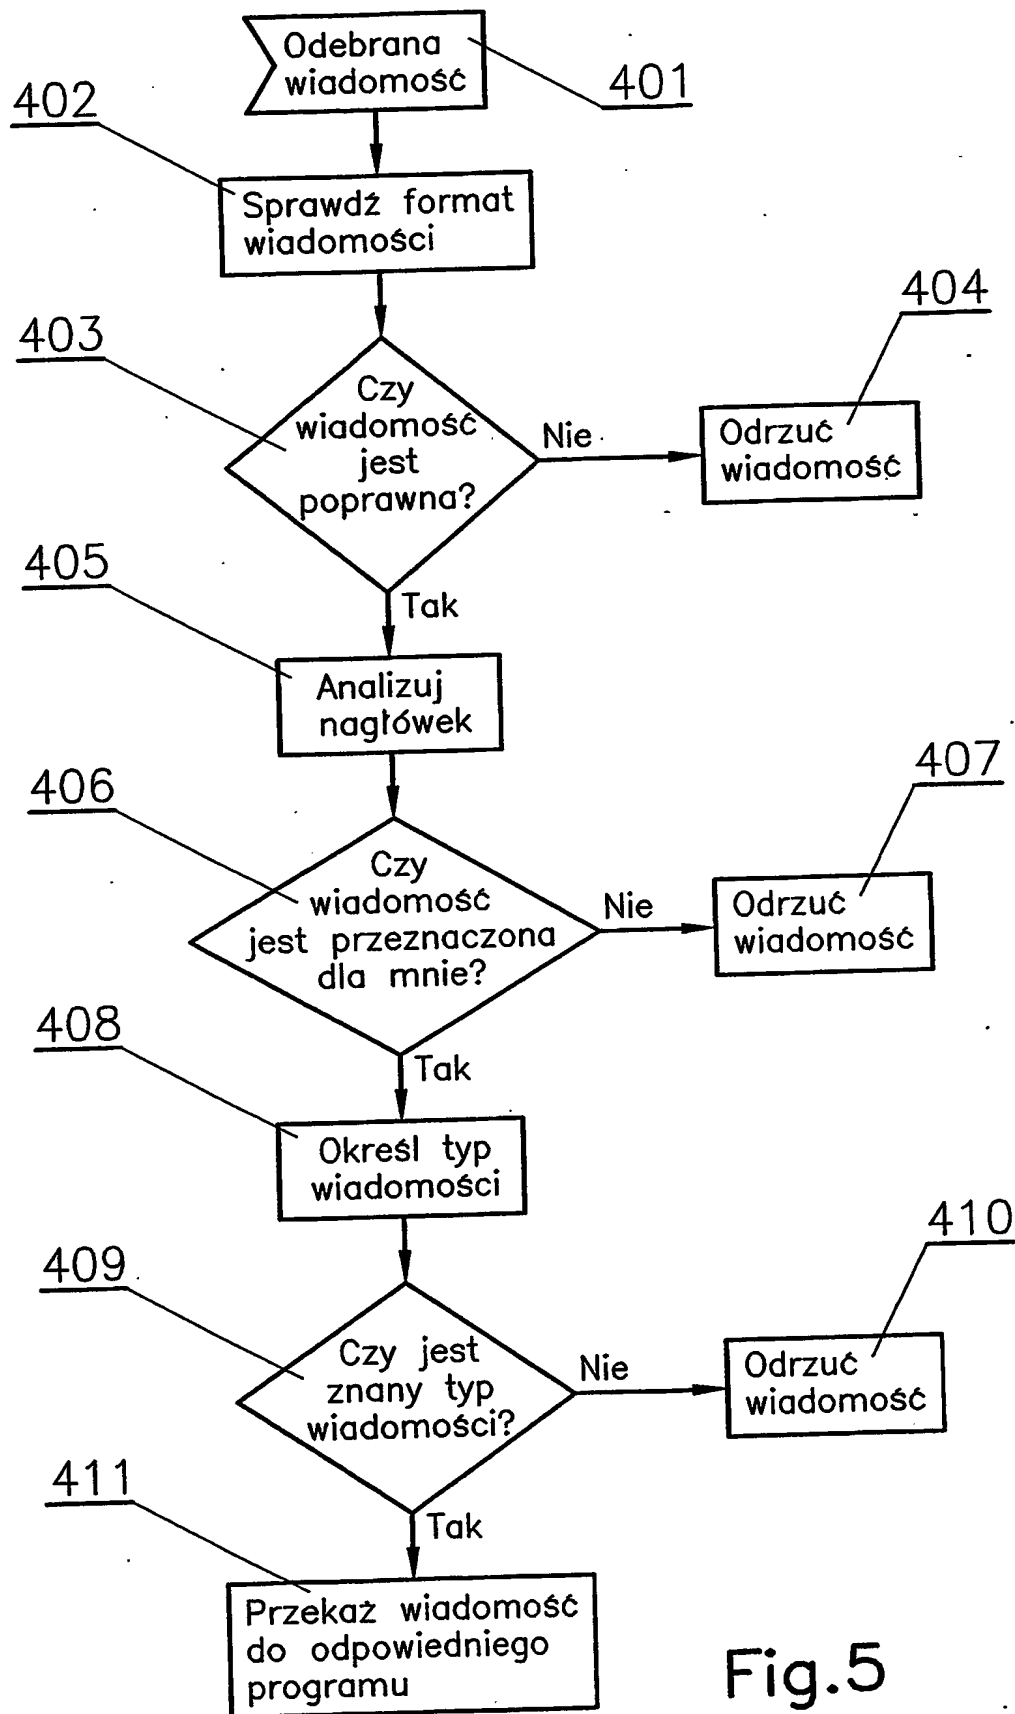 Odebrana
wiadomość
401
402
Sprawdź format
wiadomości
404
403
Czy
wiadomość
jest
poprawna?
Nie
Odrzuć
wiadomość
405
Tak
Analizuj
nagłówek
407
406
Czy
wiadomość
jest przeznaczona
dla mnie?
Nie
Odrzuć
wiadomość
408
Tak
Określ typ
wiadomości
410
409
Czy jest
znany typ
wiadomości?
Nie
Odrzuć
wiadomość
411
Tak
Przekaż wiadomość
do odpowiedniego
programu
Fig.5